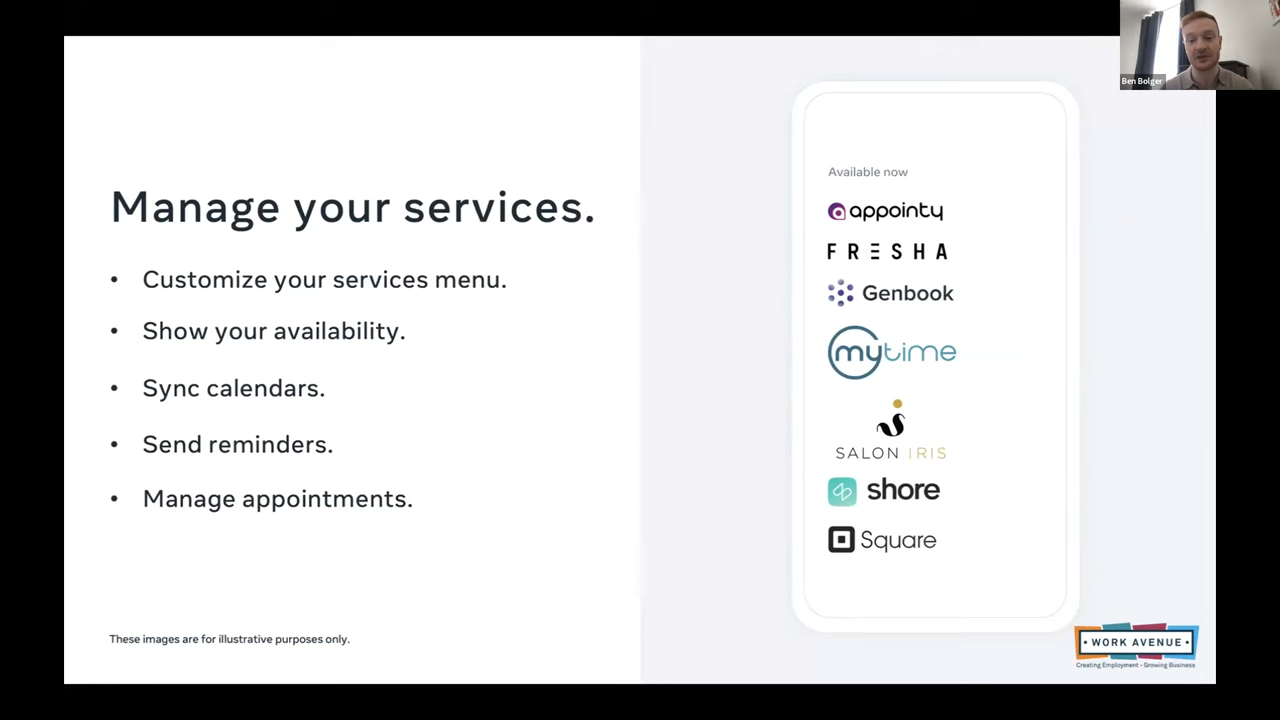 Ben Bolger
Manage your services.
• Customize your services menu.
• Show your availability.
• Sync calendars.
• Send reminders.
• Manage appointments.
These images are for illustrative purposes only.
Available now
appointy
FRESHA
Genbook
mytime
SALON IRIS
shore
Square
• WORK AVENUE •
Creating Employment • Growing Business